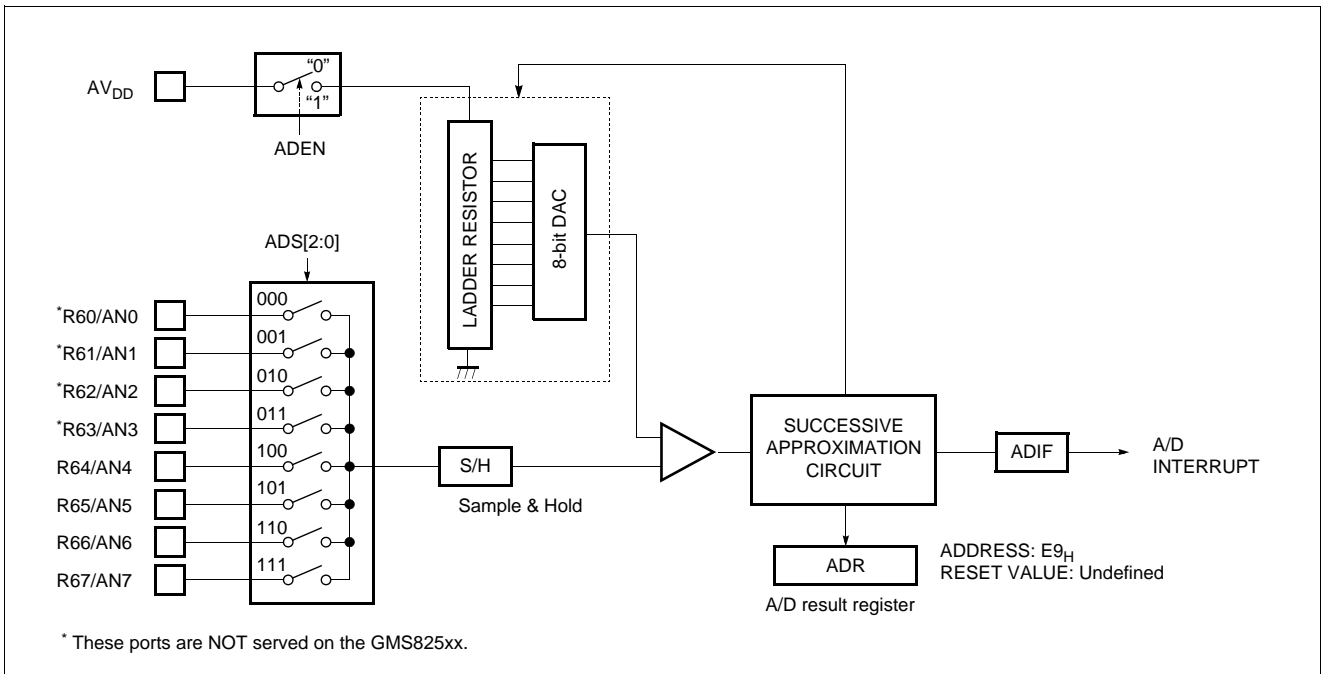 AVDD
“0”
“1”
ADEN
LADDER RESISTOR
8-bit DAC
ADS[2:0]
*R60/AN0
000
*R61/AN1
001
*R62/AN2
010
*R63/AN3
011
R64/AN4
100
R65/AN5
101
R66/AN6
110
R67/AN7
111
S/H
Sample & Hold
SUCCESSIVE
APPROXIMATION
CIRCUIT
ADIF
A/D
INTERRUPT
ADR
A/D result register
ADDRESS: E9H
RESET VALUE: Undefined
* These ports are NOT served on the GMS825xx.